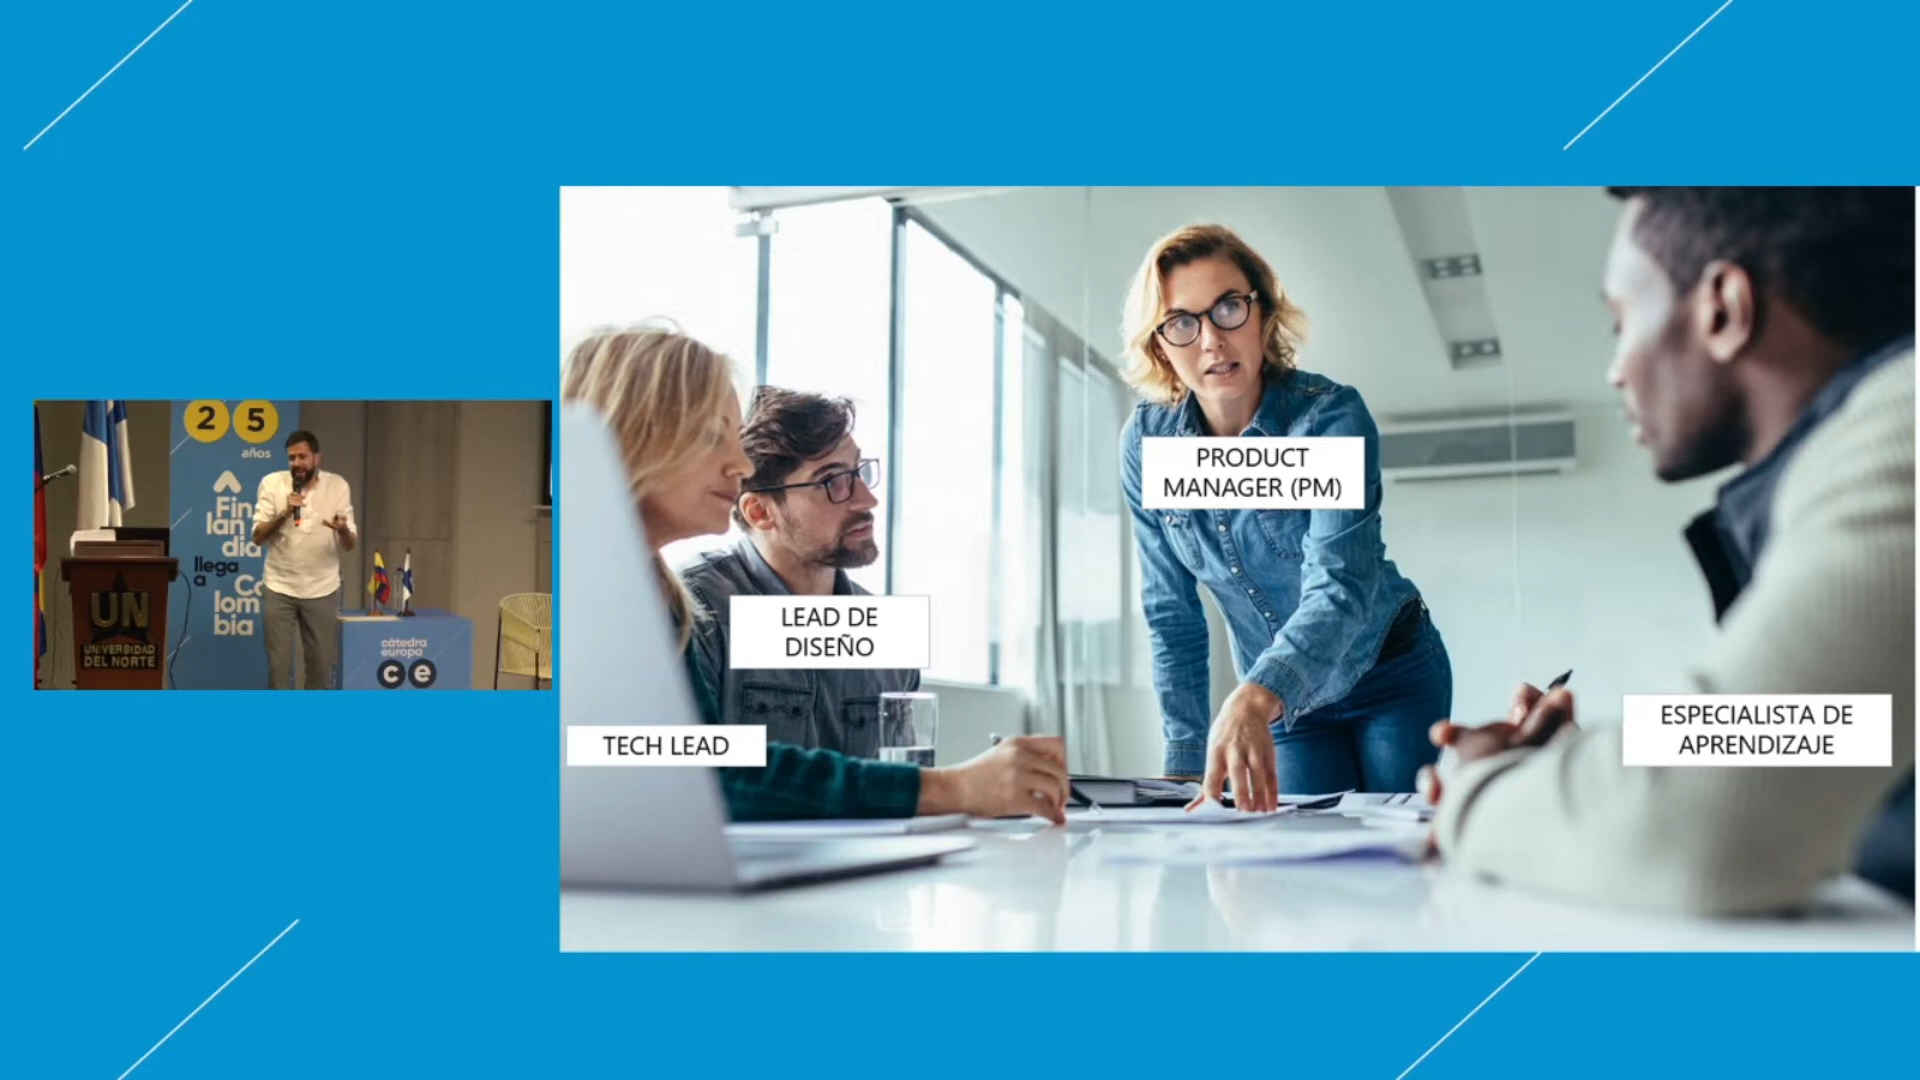 2 5
años
Fin
lan
dia
llega
a
Co
lom
bia
UN
UNIVERSIDAD
DEL NORTE
cátedra
europa
c e
PRODUCT
MANAGER (PM)
LEAD DE
DISEÑO
TECH LEAD
ESPECIALISTA DE
APRENDIZAJE